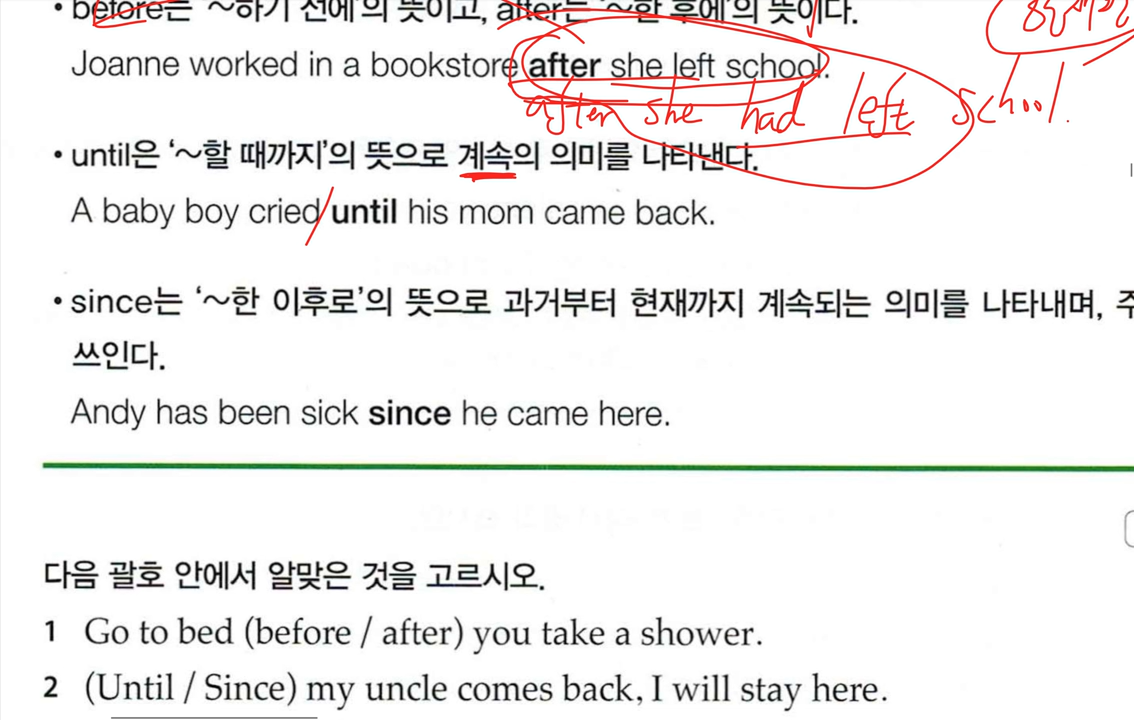 • before는 ‘~하기 전에’의 뜻이고, after는 ‘~한 후에’의 뜻이다.
Joanne worked in a bookstore after she left school.
after she had left school.
• until은 ‘~할 때까지’의 뜻으로 계속의 의미를 나타낸다.
A baby boy cried / until his mom came back.
• since는 ‘~한 이후로’의 뜻으로 과거부터 현재까지 계속되는 의미를 나타내며, 주
쓰인다.
Andy has been sick since he came here.
다음 괄호 안에서 알맞은 것을 고르시오.
1 Go to bed (before / after) you take a shower.
2 (Until / Since) my uncle comes back, I will stay here.